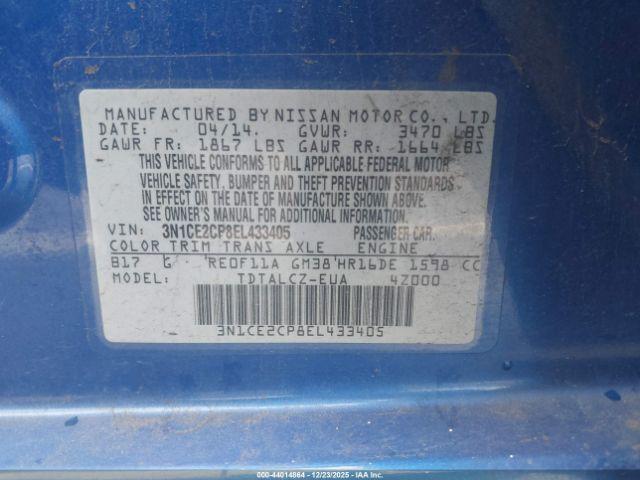 MANUFACTURED BY NISSAN MOTOR CO., LTD.
DATE: 04/14. GVWR: 3470 LBS
GAWR FR: 1867 LBS GAWR RR: 1664 LBS
THIS VEHICLE CONFORMS TO ALL APPLICABLE FEDERAL MOTOR
VEHICLE SAFETY, BUMPER AND THEFT PREVENTION STANDARDS
IN EFFECT ON THE DATE OF MANUFACTURE SHOWN ABOVE.
SEE OWNER'S MANUAL FOR ADDITIONAL INFORMATION.
VIN: 3N1CE2CP8EL433405 PASSENGER CAR.
COLOR TRIM TRANS AXLE ENGINE
B17 G RE0F11A GM38 HR16DE 1598 CC
MODEL: TDTALCZ-EUA 4Z000
3N1CE2CP8EL433405
000-44014864 | 12/23/2025 | © IAA